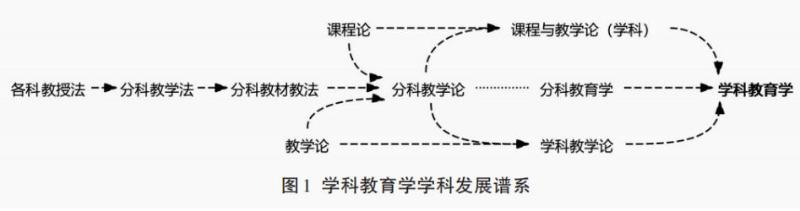 课程论 课程与教学论（学科）
各科教授法 分科教学法 分科教材教法 分科教学论 分科教育学 学科教育学
教学论 学科教学论
图1 学科教育学学科发展谱系